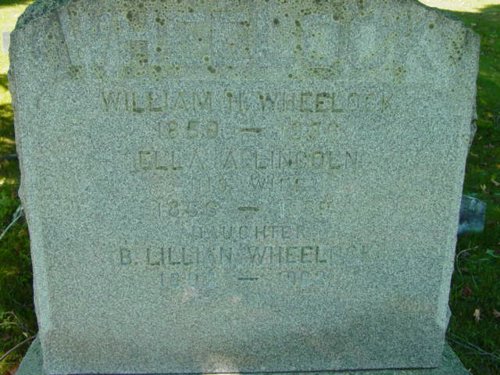 WHEELOCK
WILLIAM H. WHEELOCK
ELLA A. LINCOLN
HIS WIFE
DAUGHTER
B. LILLIAN WHEELOCK